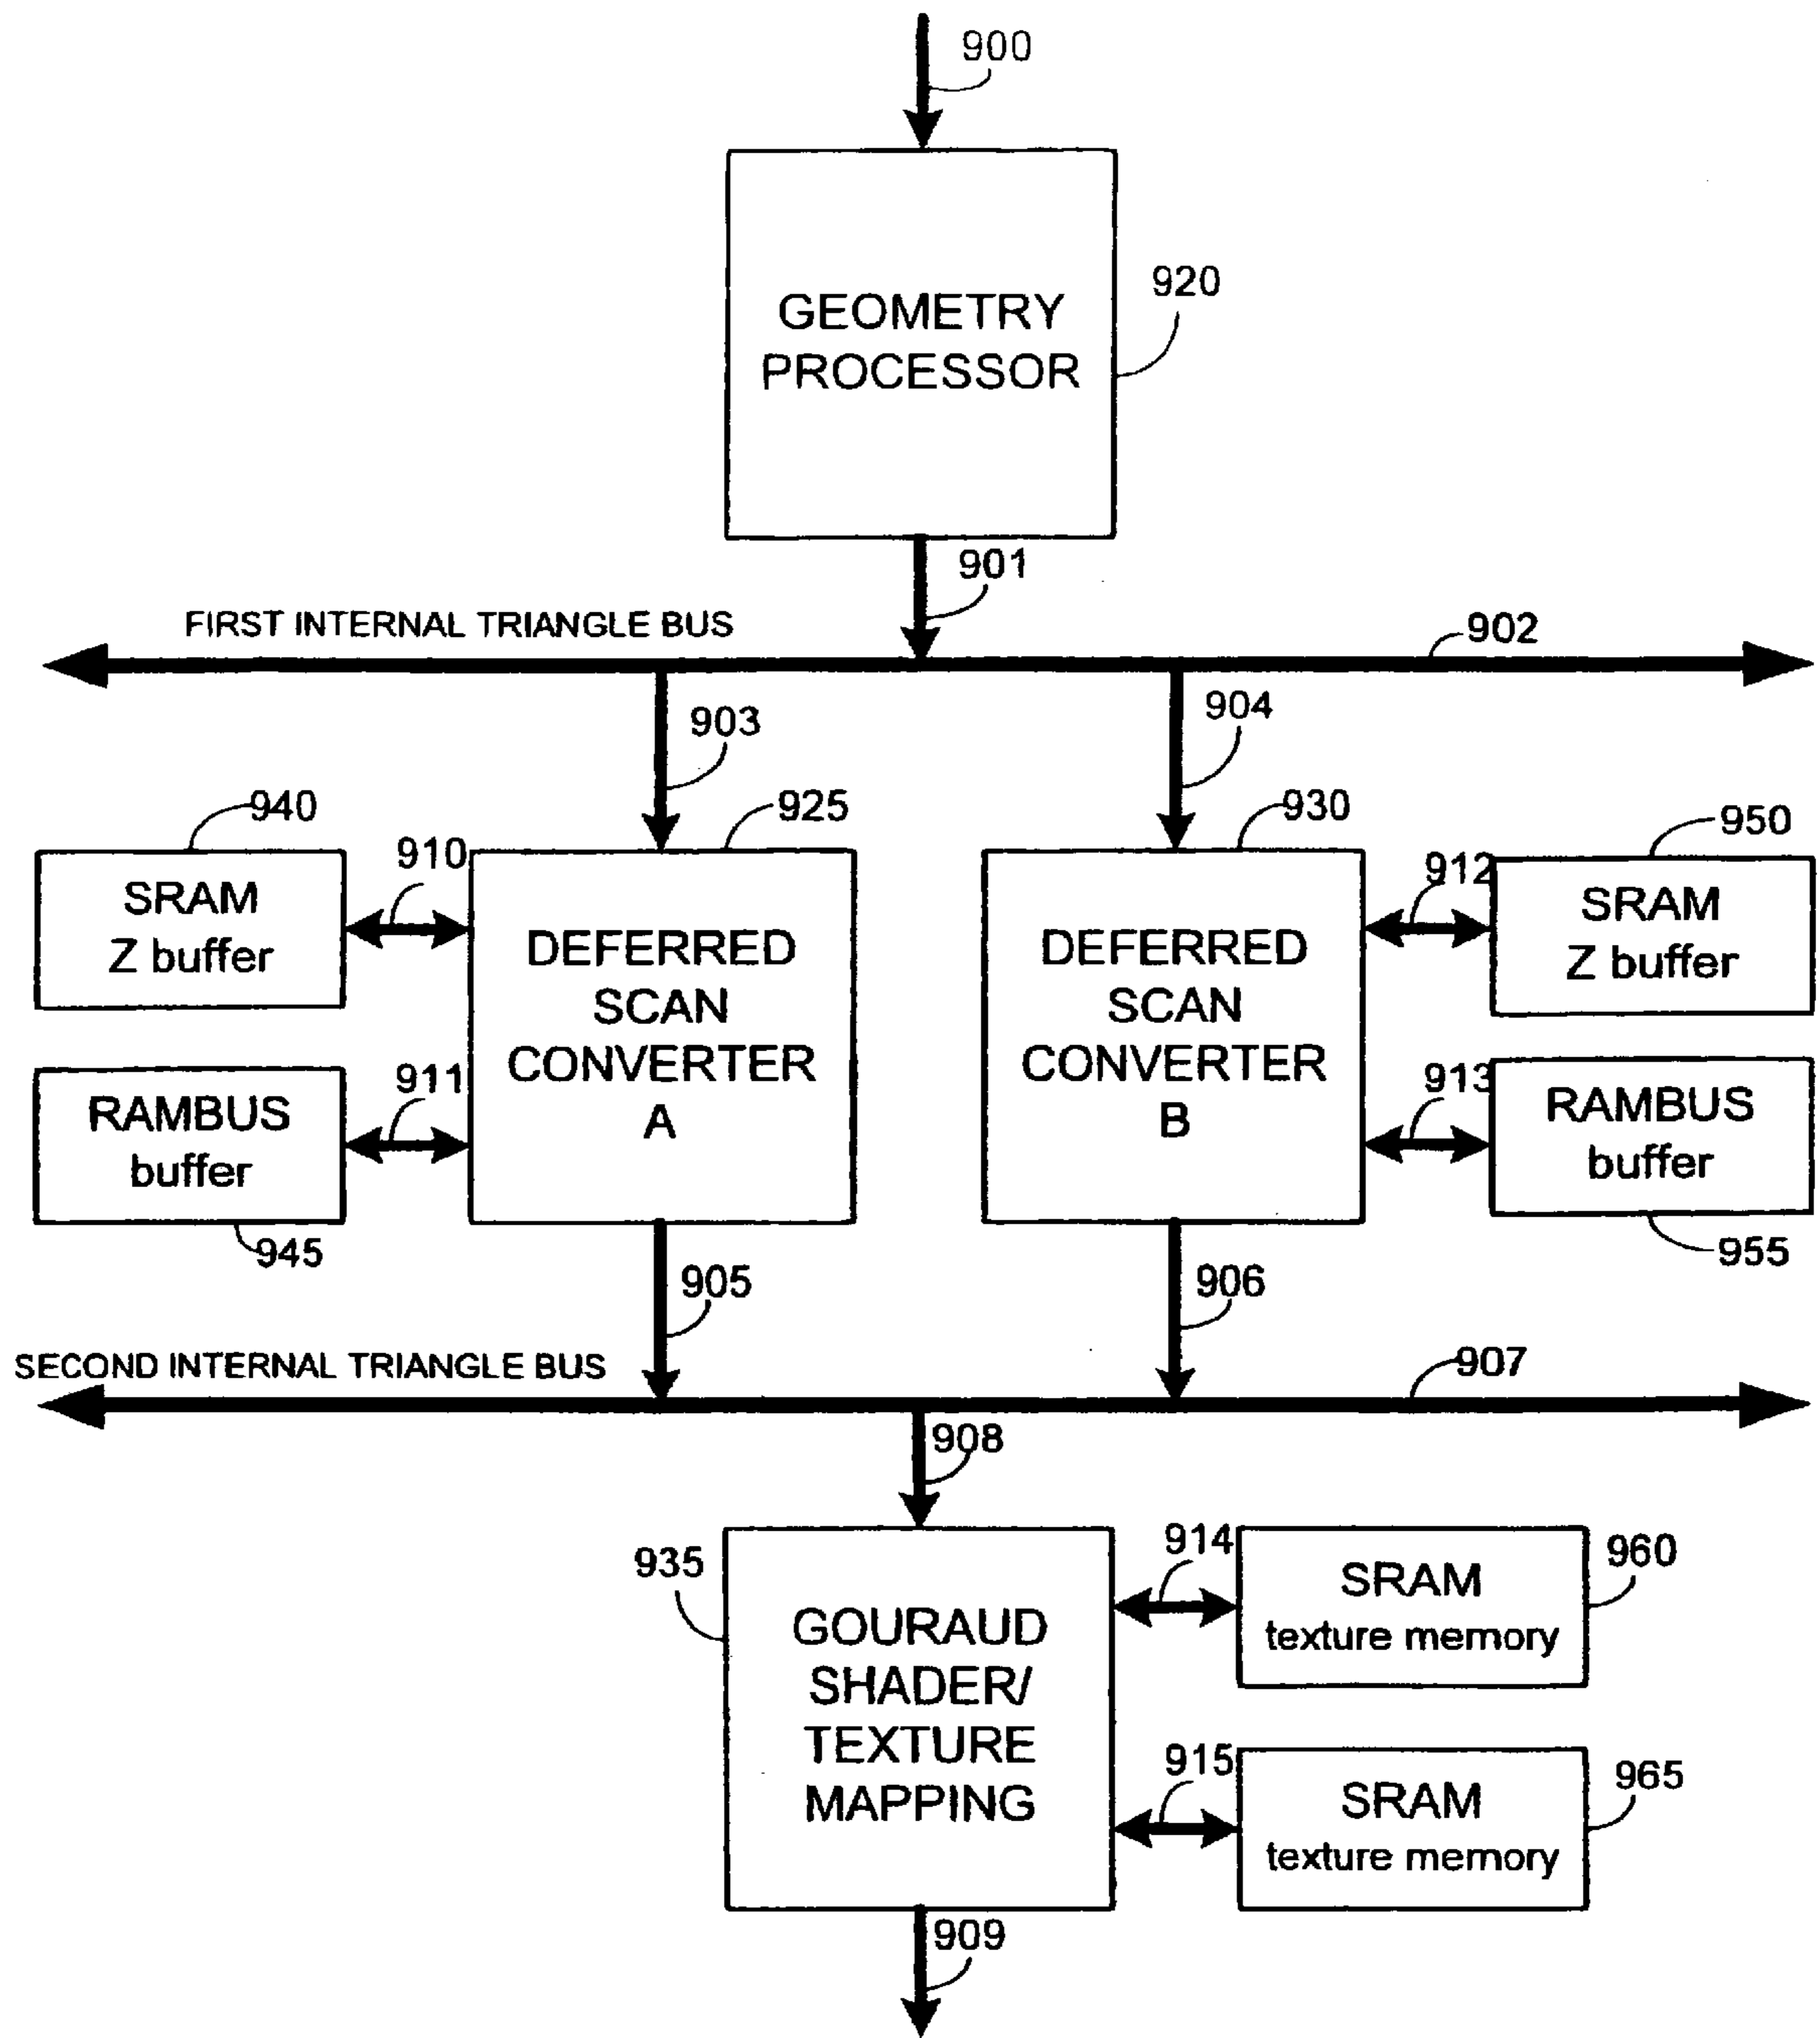 900
GEOMETRY
PROCESSOR
920
901
FIRST INTERNAL TRIANGLE BUS
902
903
904
940
925
930
950
SRAM
Z buffer
910
DEFERRED
SCAN
CONVERTER
A
DEFERRED
SCAN
CONVERTER
B
912
SRAM
Z buffer
RAMBUS
buffer
911
913
RAMBUS
buffer
945
955
905
906
SECOND INTERNAL TRIANGLE BUS
907
908
935
GOURAUD
SHADER/
TEXTURE
MAPPING
914
SRAM
texture memory
960
915
SRAM
texture memory
965
909